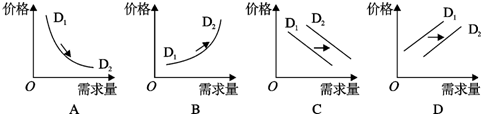 价格 D₁ D₂ O 需求量 A
价格 D₁ D₂ O 需求量 B
价格 D₁ D₂ O 需求量 C
价格 D₁ D₂ O 需求量 D